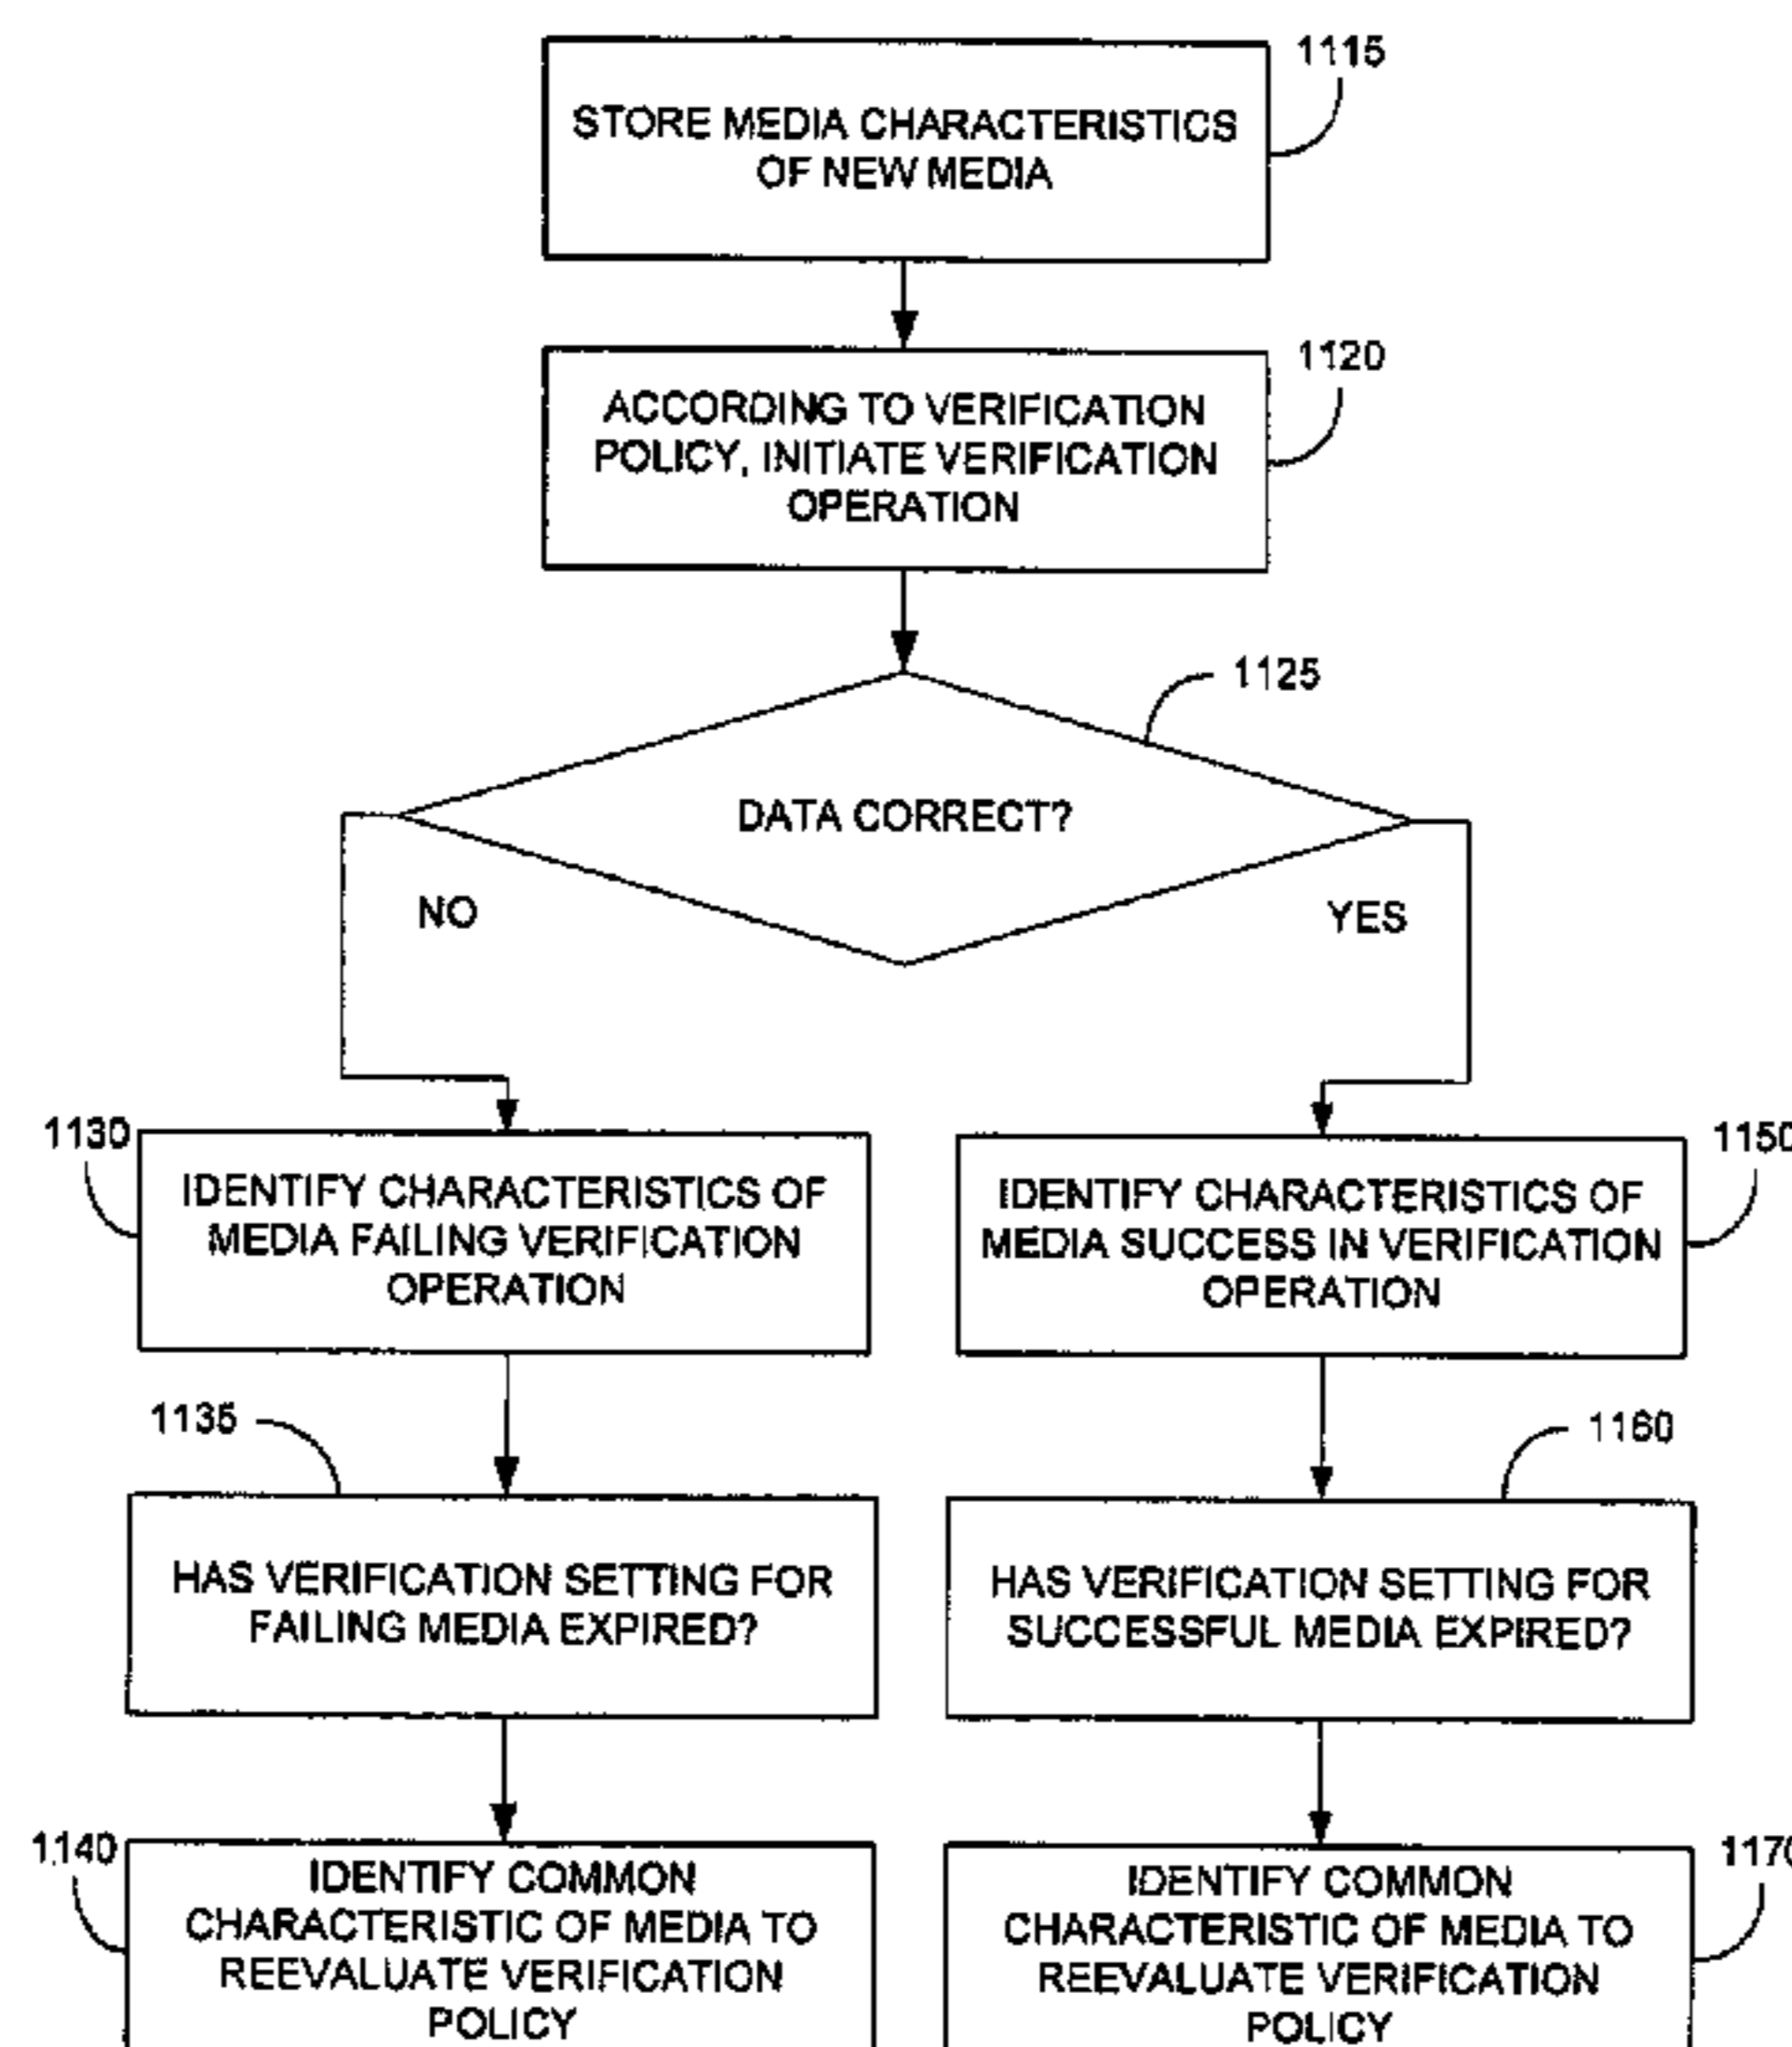 1115
STORE MEDIA CHARACTERISTICS
OF NEW MEDIA
1120
ACCORDING TO VERIFICATION
POLICY, INITIATE VERIFICATION
OPERATION
1125
DATA CORRECT?
NO
YES
1130
IDENTIFY CHARACTERISTICS OF
MEDIA FAILING VERIFICATION
OPERATION
1150
IDENTIFY CHARACTERISTICS OF
MEDIA SUCCESS IN VERIFICATION
OPERATION
1135
HAS VERIFICATION SETTING FOR
FAILING MEDIA EXPIRED?
1160
HAS VERIFICATION SETTING FOR
SUCCESSFUL MEDIA EXPIRED?
1140
IDENTIFY COMMON
CHARACTERISTIC OF MEDIA TO
REEVALUATE VERIFICATION
POLICY
1170
IDENTIFY COMMON
CHARACTERISTIC OF MEDIA TO
REEVALUATE VERIFICATION
POLICY